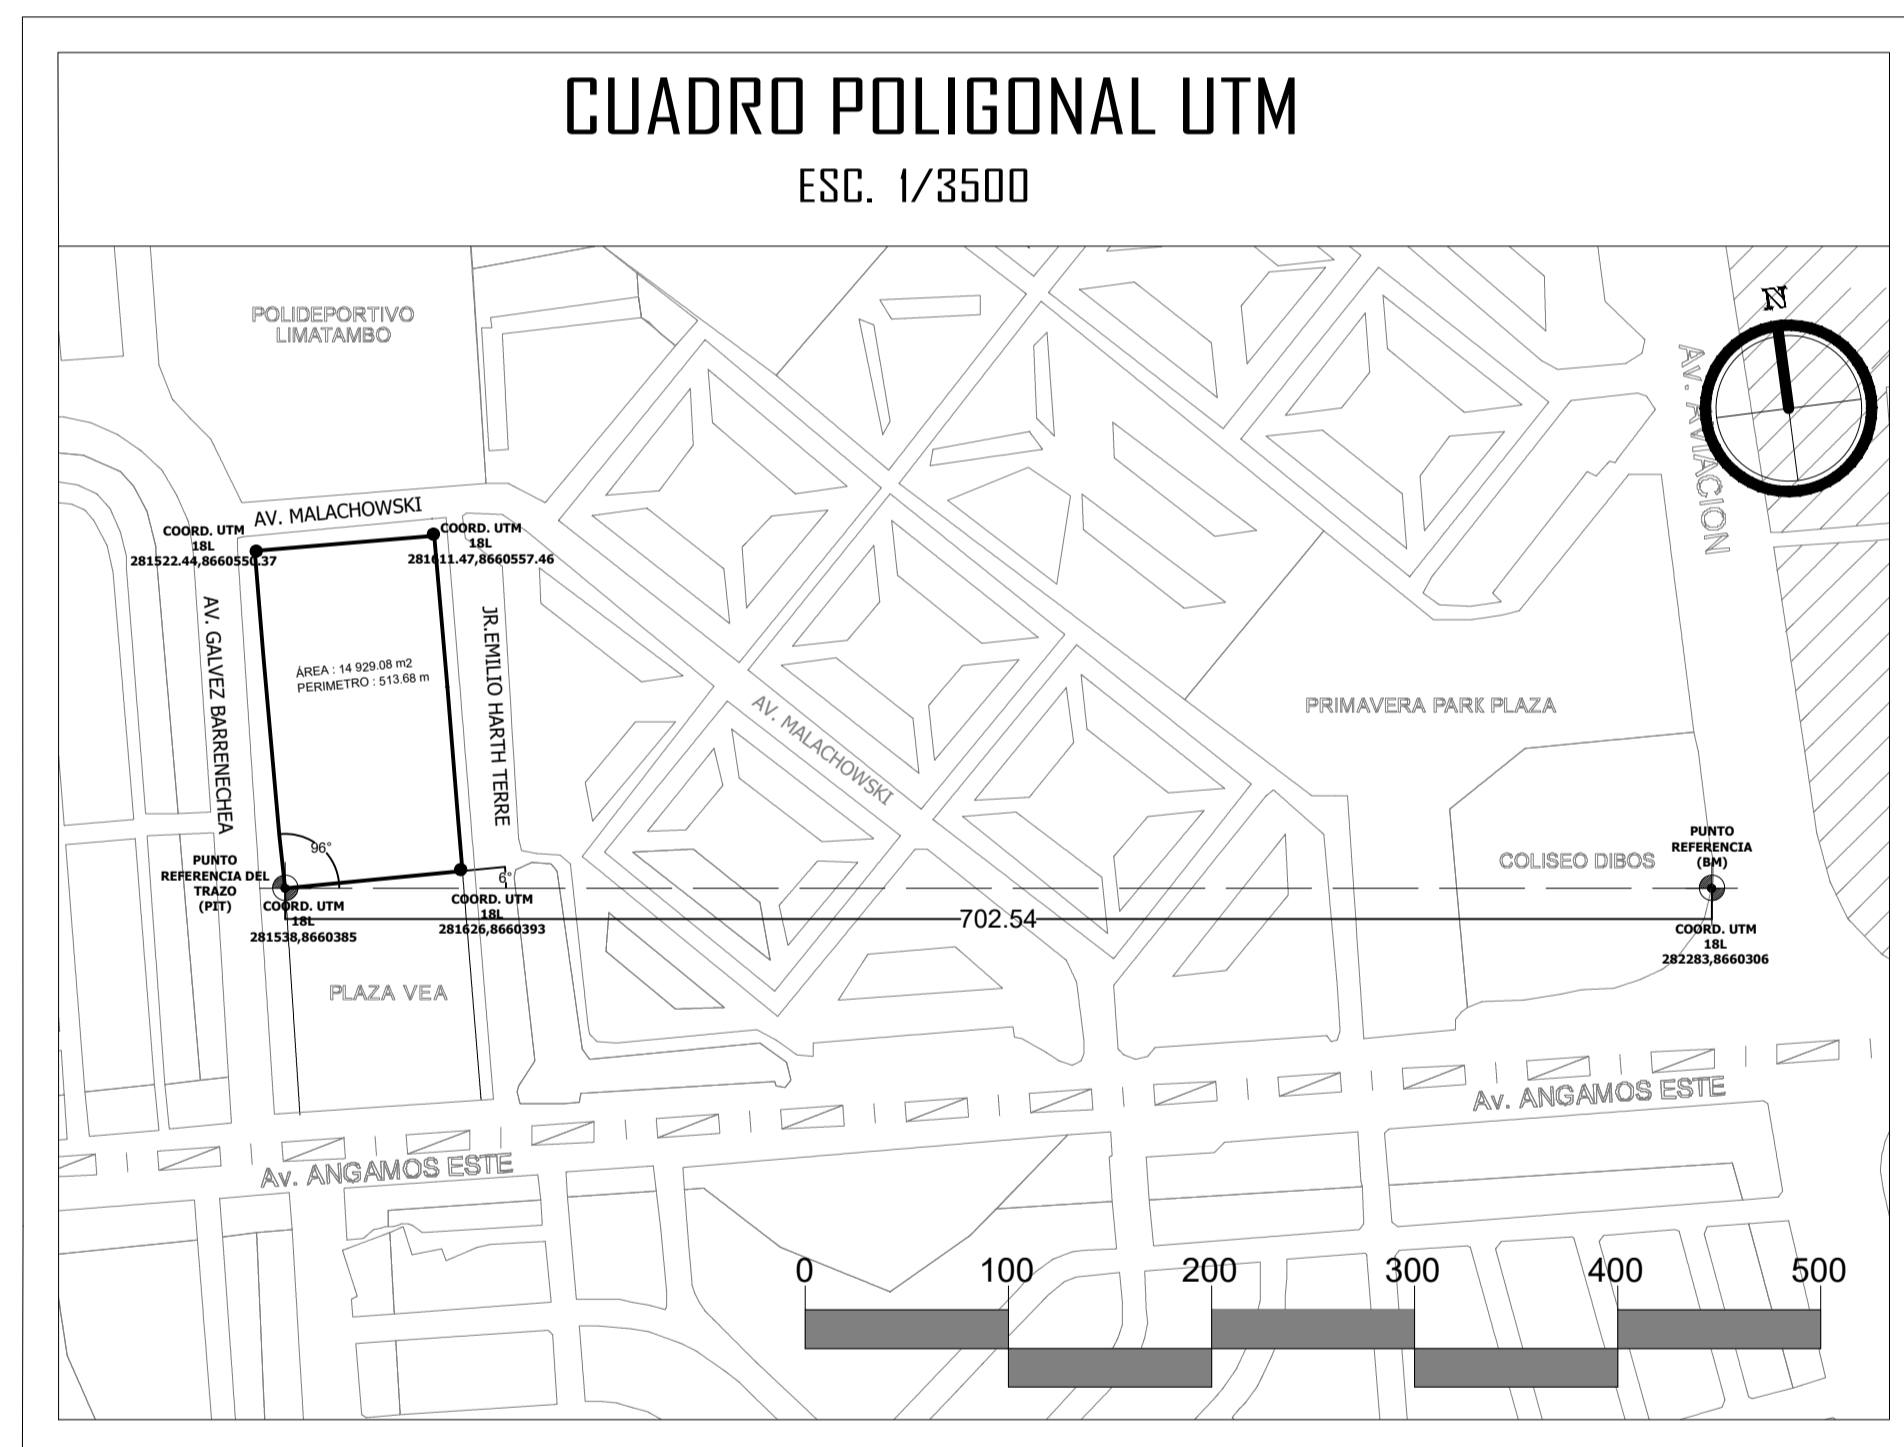 CUADRO POLIGONAL UTM
ESC. 1/3500
POLIDEPORTIVO
LIMATAMBO
N
AV. AVIACION
AV. MALACHOWSKI
COORD. UTM
18L
281522.44,8660550.37
COORD. UTM
18L
281611.47,8660557.46
AV. GALVEZ BARRENECHEA
JR.EMILIO HARTH TERRE
ÁREA : 14 929.08 m2
PERIMETRO : 513.68 m
AV. MALACHOWSKI
PRIMAVERA PARK PLAZA
96°
6°
PUNTO
REFERENCIA DEL
TRAZO
(PIT)
COORD. UTM
18L
281538,8660385
COORD. UTM
18L
281626,8660393
702.54
COLISEO DIBOS
PUNTO
REFERENCIA
(BM)
COORD. UTM
18L
282283,8660306
PLAZA VEA
Av. ANGAMOS ESTE
Av. ANGAMOS ESTE
0 100 200 300 400 500